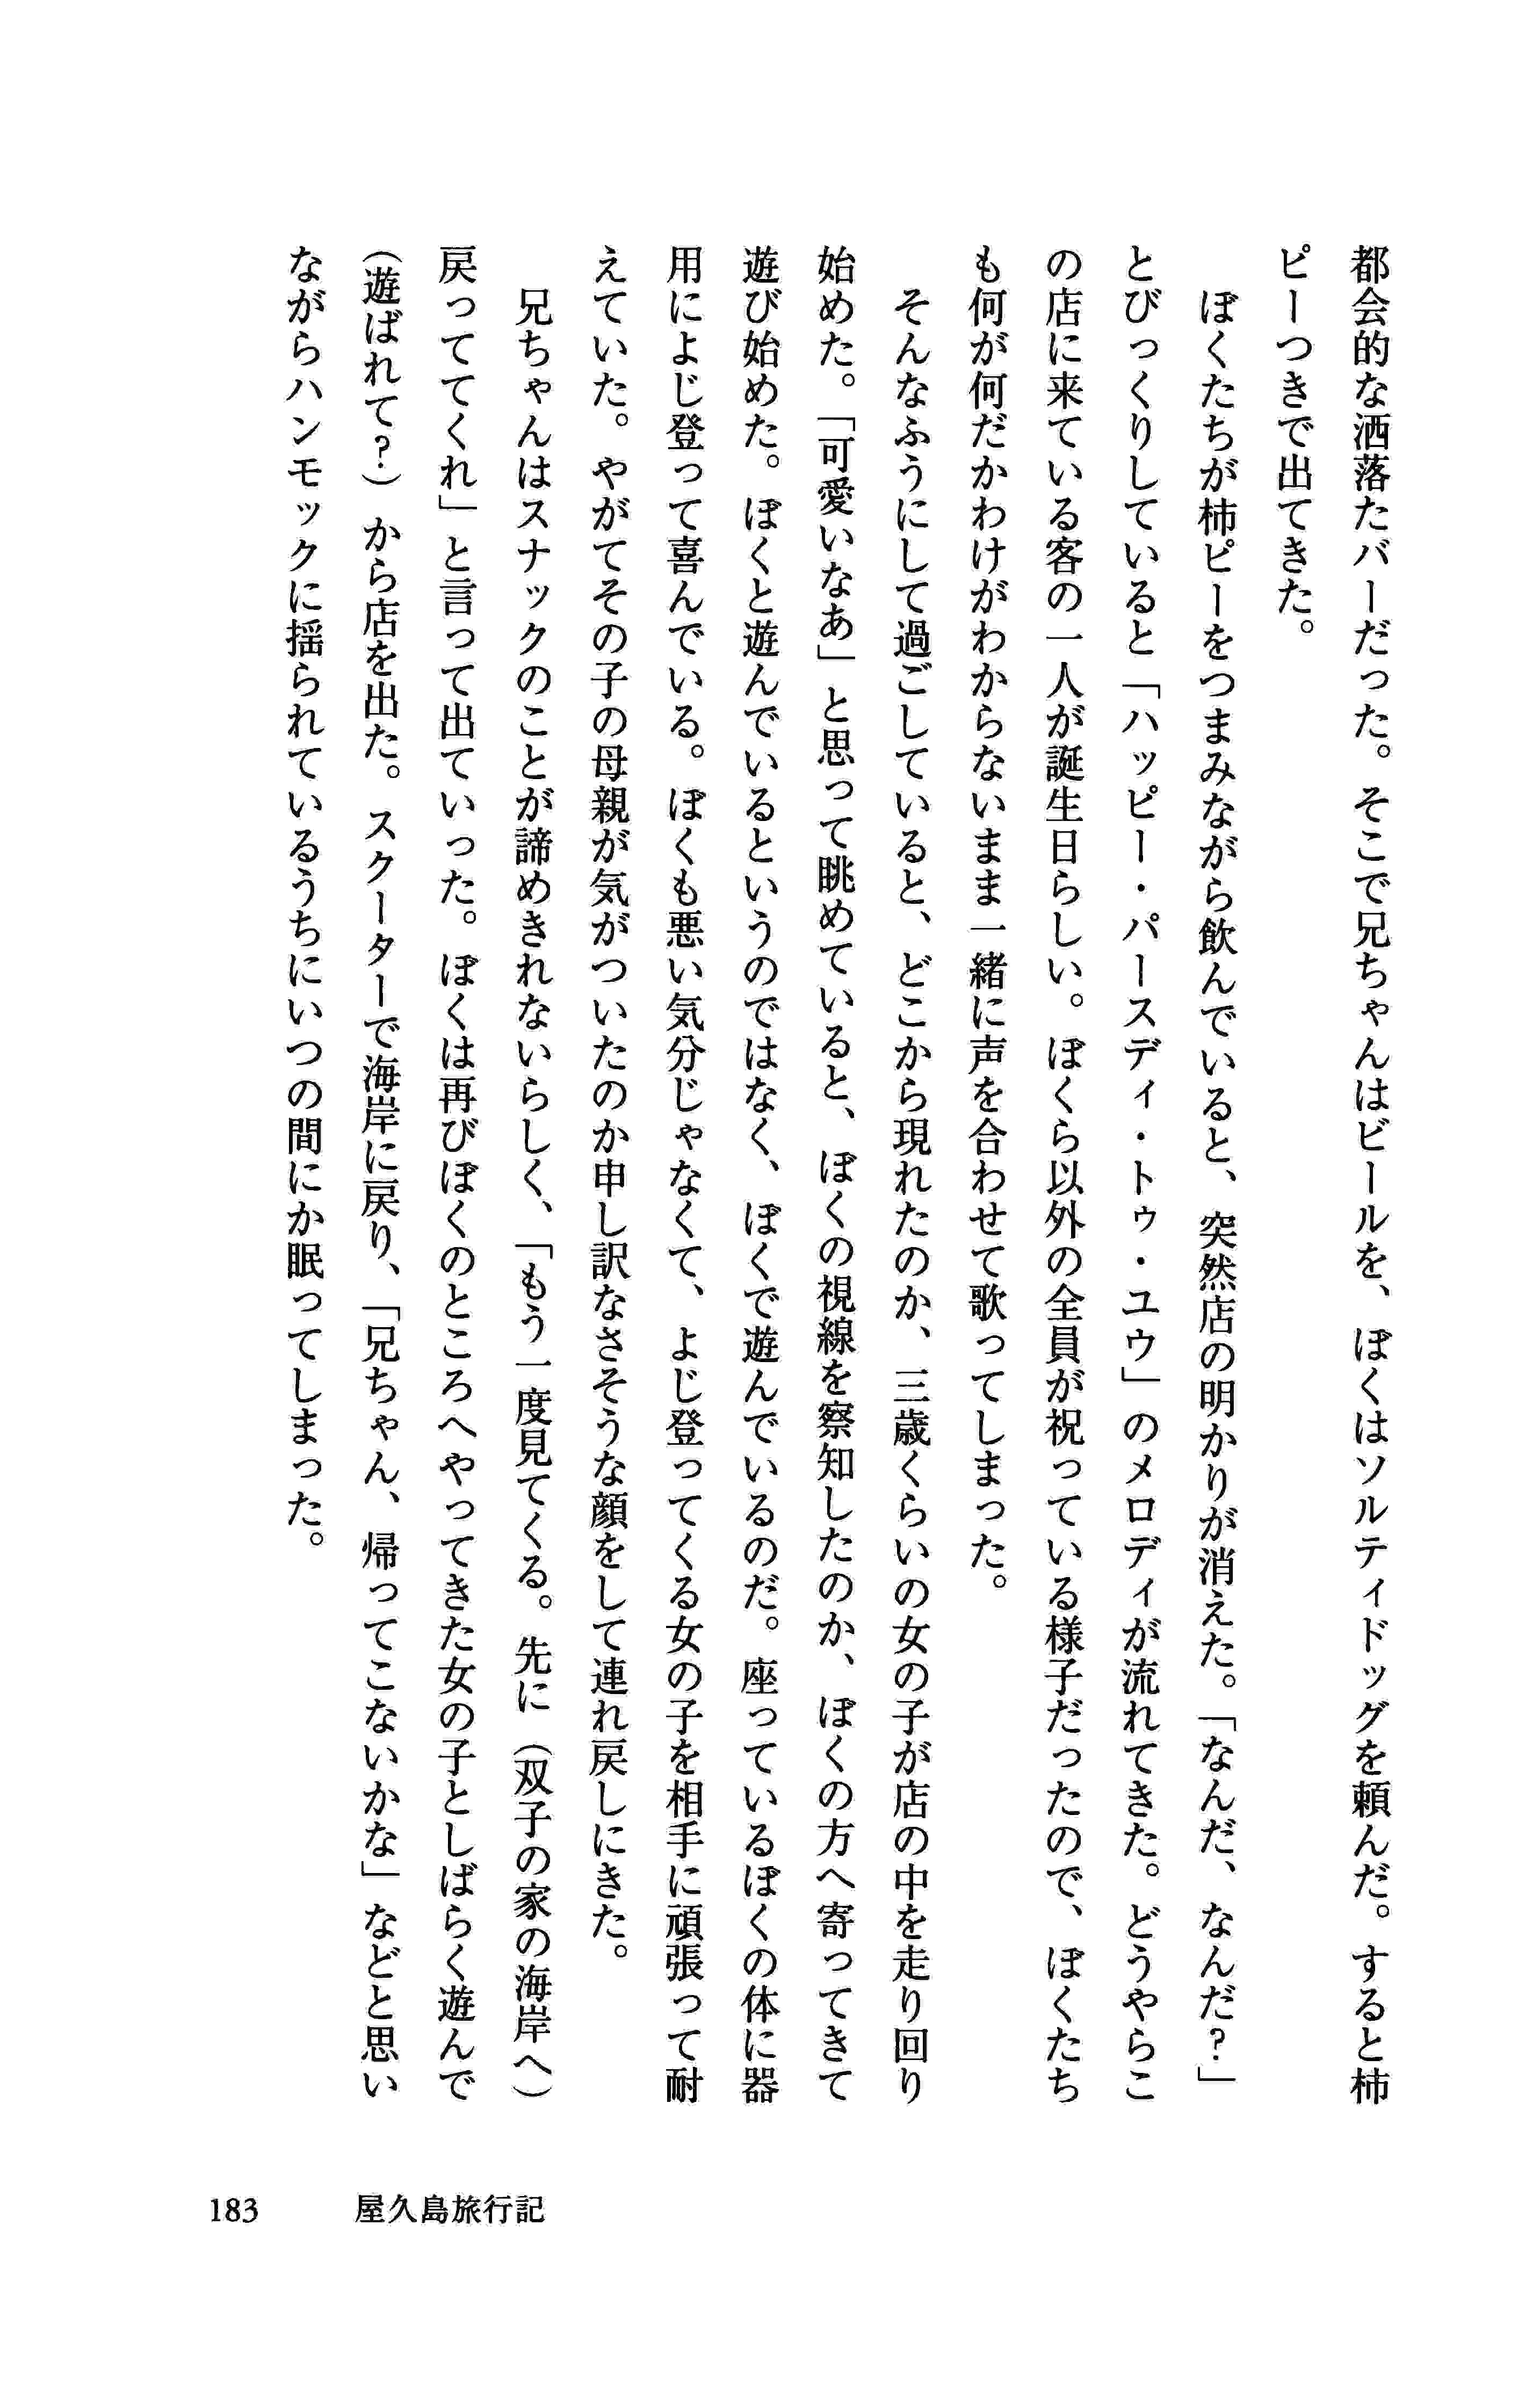 都会的な洒落たバーだった。そこで兄ちゃんはビールを、ぼくはソルティドッグを頼んだ。すると柿
ピーつきで出てきた。
　ぼくたちが柿ピーをつまみながら飲んでいると、突然店の明かりが消えた。「なんだ、なんだ？」
とびっくりしていると「ハッピー・パースディ・トゥ・ユウ」のメロディが流れてきた。どうやらこ
の店に来ている客の一人が誕生日らしい。ぼくら以外の全員が祝っている様子だったので、ぼくたち
も何が何だかわけがわからないまま一緒に声を合わせて歌ってしまった。
　そんなふうにして過ごしていると、どこから現れたのか、三歳くらいの女の子が店の中を走り回り
始めた。「可愛いなあ」と思って眺めていると、ぼくの視線を察知したのか、ぼくの方へ寄ってきて
遊び始めた。ぼくと遊んでいるというのではなく、ぼくで遊んでいるのだ。座っているぼくの体に器
用によじ登って喜んでいる。ぼくも悪い気分じゃなくて、よじ登ってくる女の子を相手に頑張って耐
えていた。やがてその子の母親が気がついたのか申し訳なさそうな顔をして連れ戻しにきた。
　兄ちゃんはスナックのことが諦めきれないらしく、「もう一度見てくる。先に（双子の家の海岸へ）
戻っててくれ」と言って出ていった。ぼくは再びぼくのところへやってきた女の子としばらく遊んで
（遊ばれて？）から店を出た。スクーターで海岸に戻り、「兄ちゃん、帰ってこないかな」などと思い
ながらハンモックに揺られているうちにいつの間にか眠ってしまった。
183　屋久島旅行記